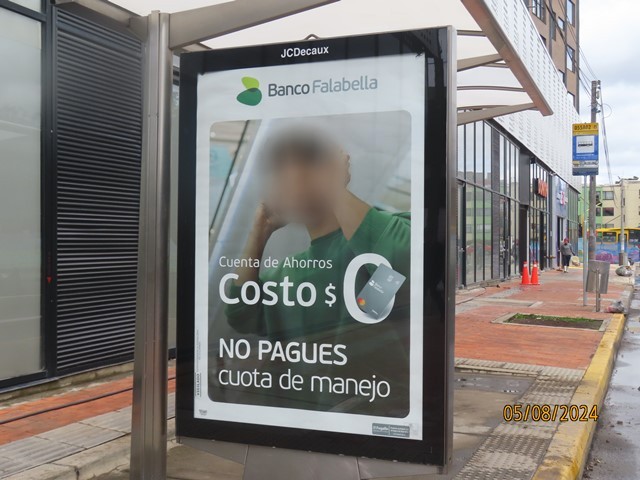 JCDecaux
Banco Falabella
Cuenta de Ahorros
Costo $ 0
NO PAGUES
cuota de manejo
05/08/2024